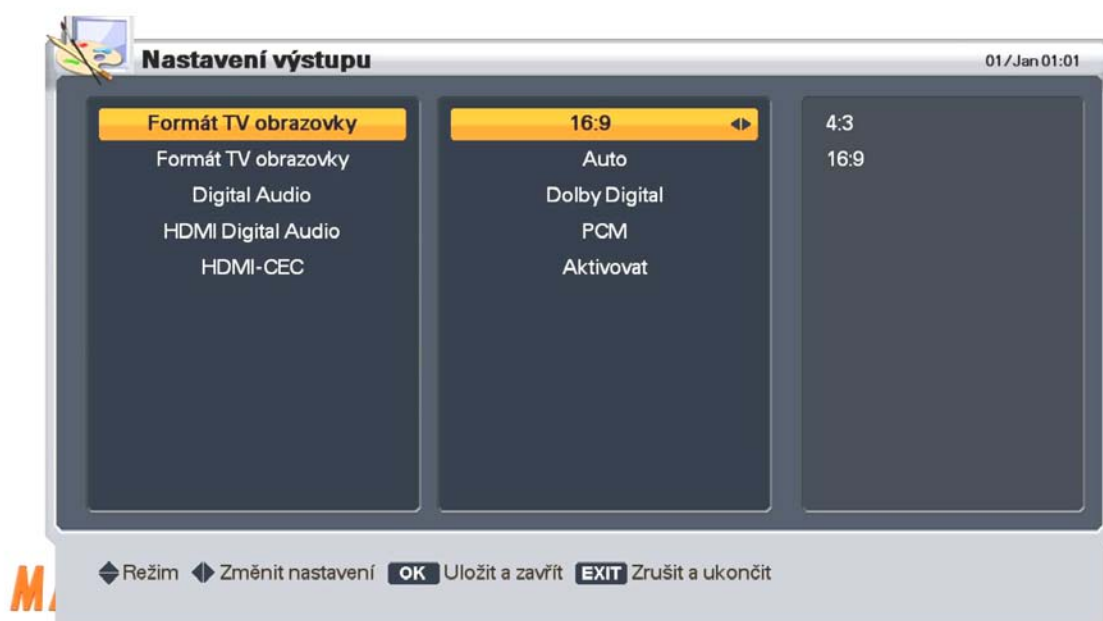 Nastavení výstupu
01/Jan 01:01
Formát TV obrazovky 16:9 4:3
Formát TV obrazovky Auto 16:9
Digital Audio Dolby Digital
HDMI Digital Audio PCM
HDMI-CEC Aktivovat
Režim Změnit nastavení OK Uložit a zavřít EXIT Zrušit a ukončit